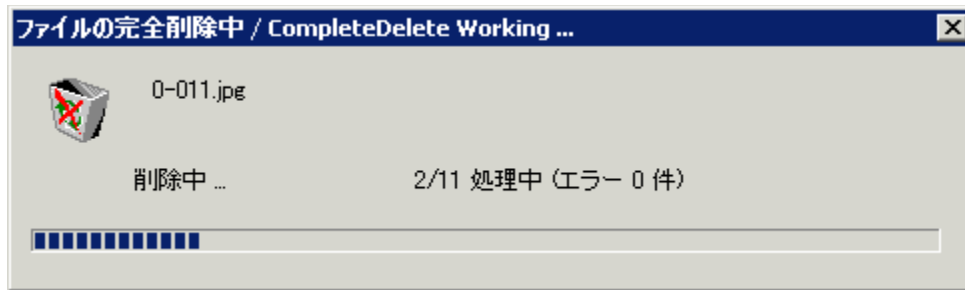 ファイルの完全削除中 / CompleteDelete Working ...
0-011.jpg
削除中 ... 2/11 処理中 (エラー 0 件)